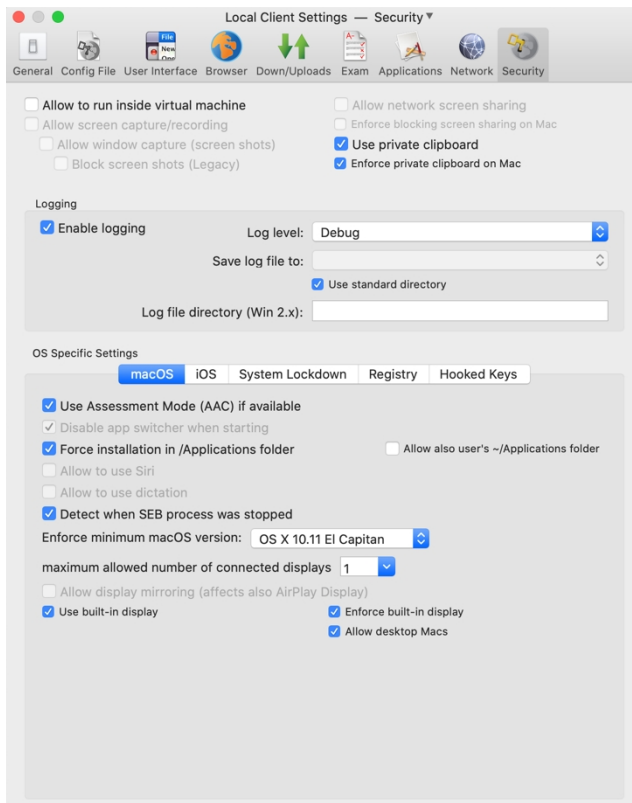 Local Client Settings — Security
File
New
General Config File User Interface Browser Down/Uploads Exam Applications Network Security
Allow to run inside virtual machine
Allow network screen sharing
Allow screen capture/recording
Enforce blocking screen sharing on Mac
Allow window capture (screen shots)
Use private clipboard
Block screen shots (Legacy)
Enforce private clipboard on Mac
Logging
Enable logging
Log level: Debug
Save log file to:
Use standard directory
Log file directory (Win 2.x):
OS Specific Settings
macOS iOS System Lockdown Registry Hooked Keys
Use Assessment Mode (AAC) if available
Disable app switcher when starting
Force installation in /Applications folder
Allow also user's ~/Applications folder
Allow to use Siri
Allow to use dictation
Detect when SEB process was stopped
Enforce minimum macOS version: OS X 10.11 El Capitan
maximum allowed number of connected displays 1
Allow display mirroring (affects also AirPlay Display)
Use built-in display
Enforce built-in display
Allow desktop Macs